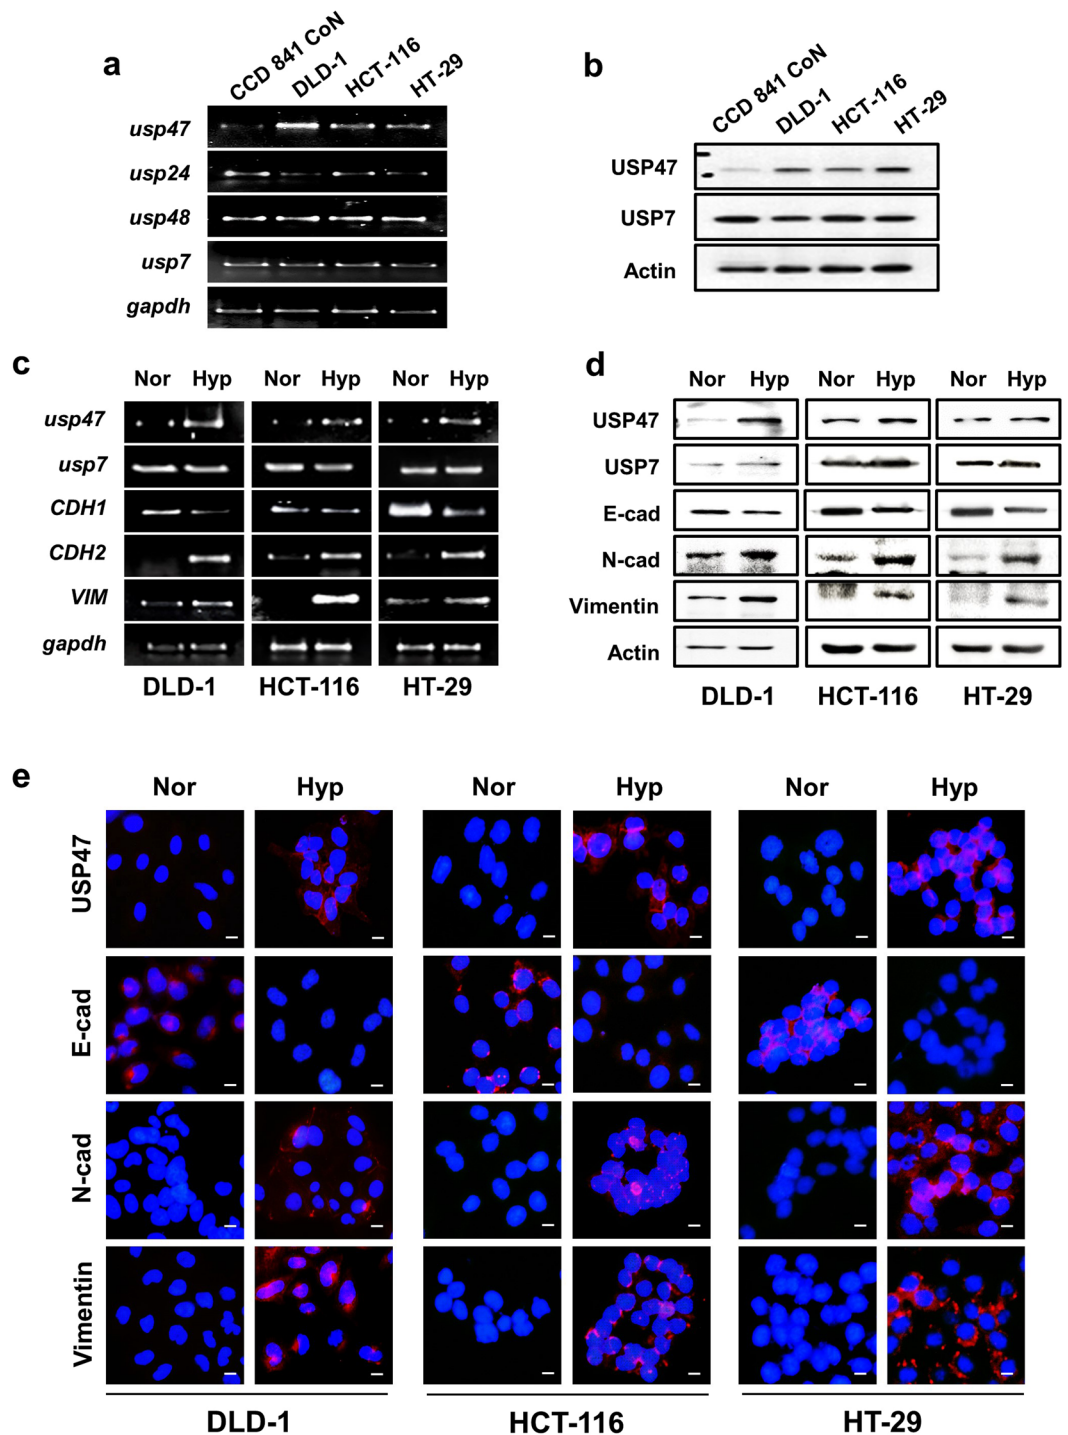 a
CCD 841 CoN DLD-1 HCT-116 HT-29
usp47
usp24
usp48
usp7
gapdh
b
CCD 841 CoN DLD-1 HCT-116 HT-29
USP47
USP7
Actin
c
Nor Hyp Nor Hyp Nor Hyp
usp47
usp7
CDH1
CDH2
VIM
gapdh
DLD-1 HCT-116 HT-29
d
Nor Hyp Nor Hyp Nor Hyp
USP47
USP7
E-cad
N-cad
Vimentin
Actin
DLD-1 HCT-116 HT-29
e
Nor Hyp Nor Hyp Nor Hyp
USP47
E-cad
N-cad
Vimentin
DLD-1 HCT-116 HT-29